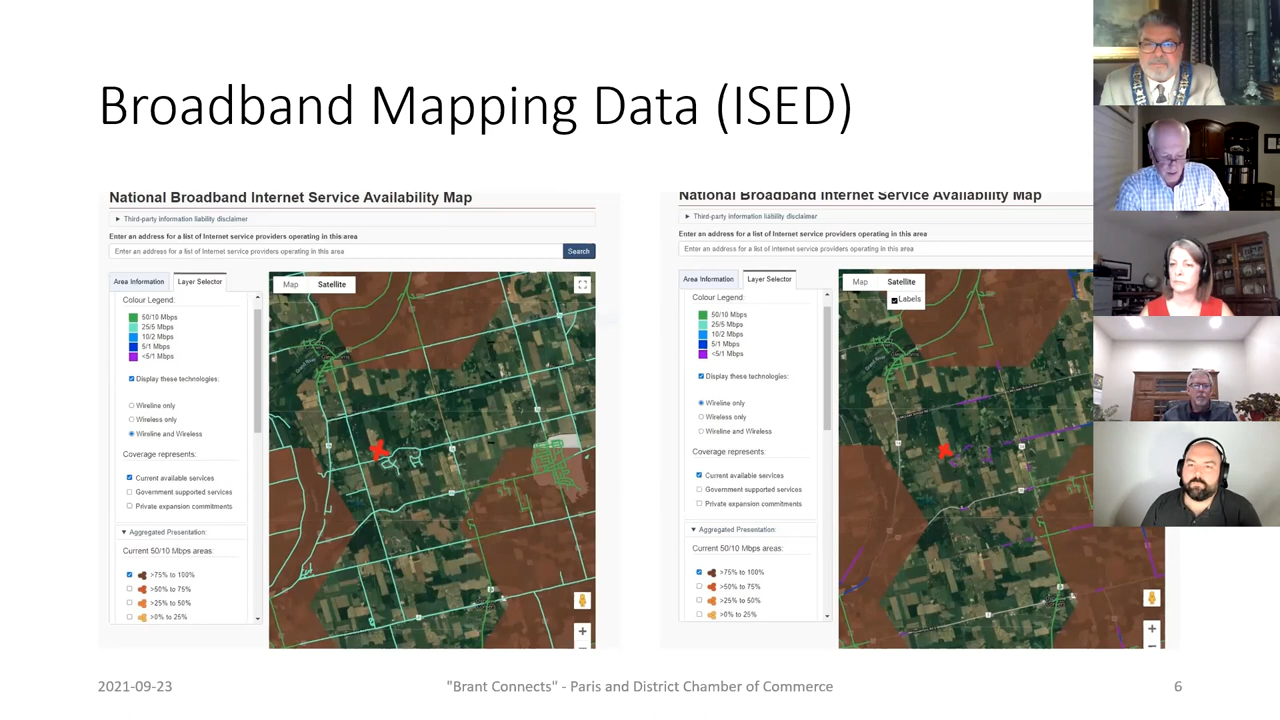 Broadband Mapping Data (ISED)
National Broadband Internet Service Availability Map
Third-party information liability disclaimer
Enter an address for a list of Internet service providers operating in this area
Enter an address for a list of Internet service providers operating in this area
Search
Area Information
Layer Selector
Colour Legend:
50/10 Mbps
25/5 Mbps
10/2 Mbps
5/1 Mbps
<5/1 Mbps
Display these technologies:
Wireline only
Wireless only
Wireline and Wireless
Coverage represents:
Current available services
Government supported services
Private expansion commitments
Aggregated Presentation:
Current 50/10 Mbps areas:
>75% to 100%
>50% to 75%
>25% to 50%
>0% to 25%
Map
Satellite
National Broadband Internet Service Availability Map
Third-party information liability disclaimer
Enter an address for a list of Internet service providers operating in this area
Enter an address for a list of Internet service providers operating in this area
Area Information
Layer Selector
Colour Legend:
50/10 Mbps
25/5 Mbps
10/2 Mbps
5/1 Mbps
<5/1 Mbps
Display these technologies:
Wireline only
Wireless only
Wireline and Wireless
Coverage represents:
Current available services
Government supported services
Private expansion commitments
Aggregated Presentation:
Current 50/10 Mbps areas:
>75% to 100%
>50% to 75%
>25% to 50%
>0% to 25%
Map
Satellite
Labels
2021-09-23
"Brant Connects" - Paris and District Chamber of Commerce
6